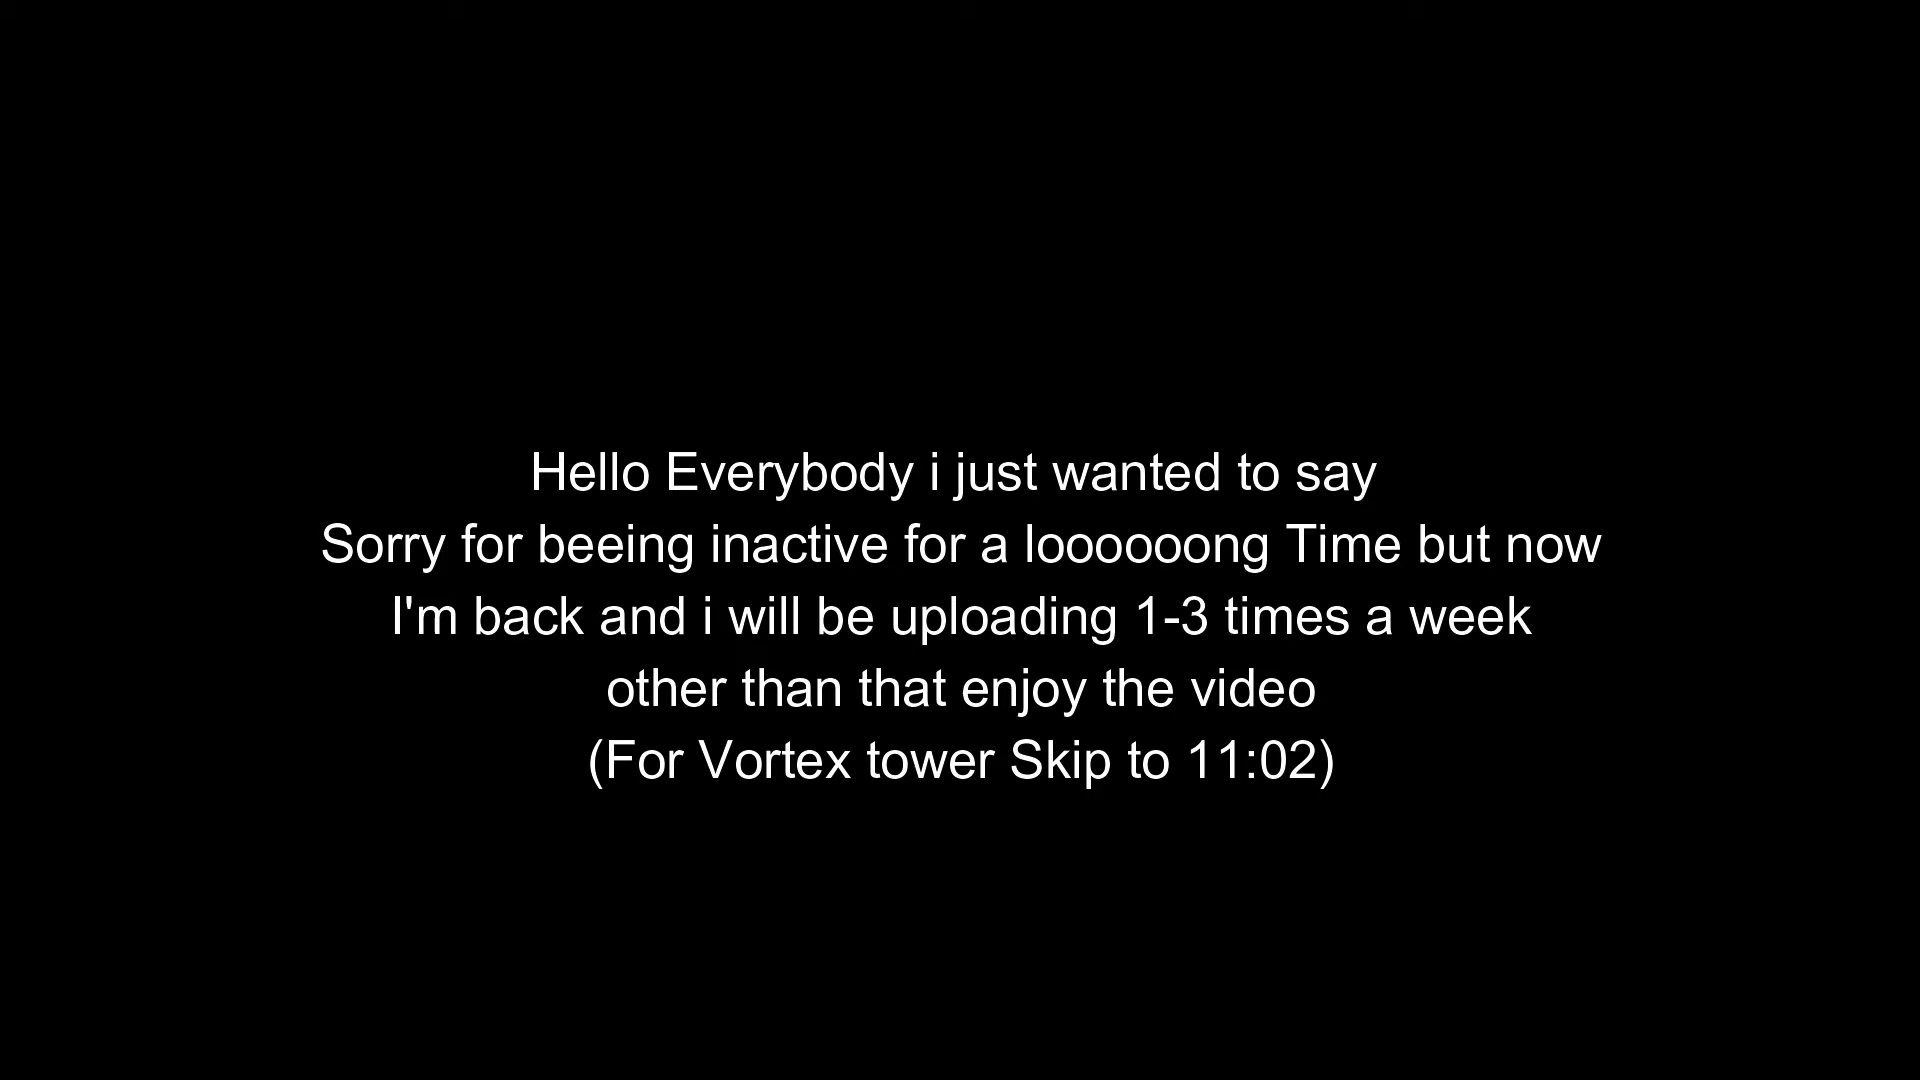 Hello Everybody i just wanted to say
Sorry for beeing inactive for a looooooong Time but now
I'm back and i will be uploading 1-3 times a week
other than that enjoy the video
(For Vortex tower Skip to 11:02)